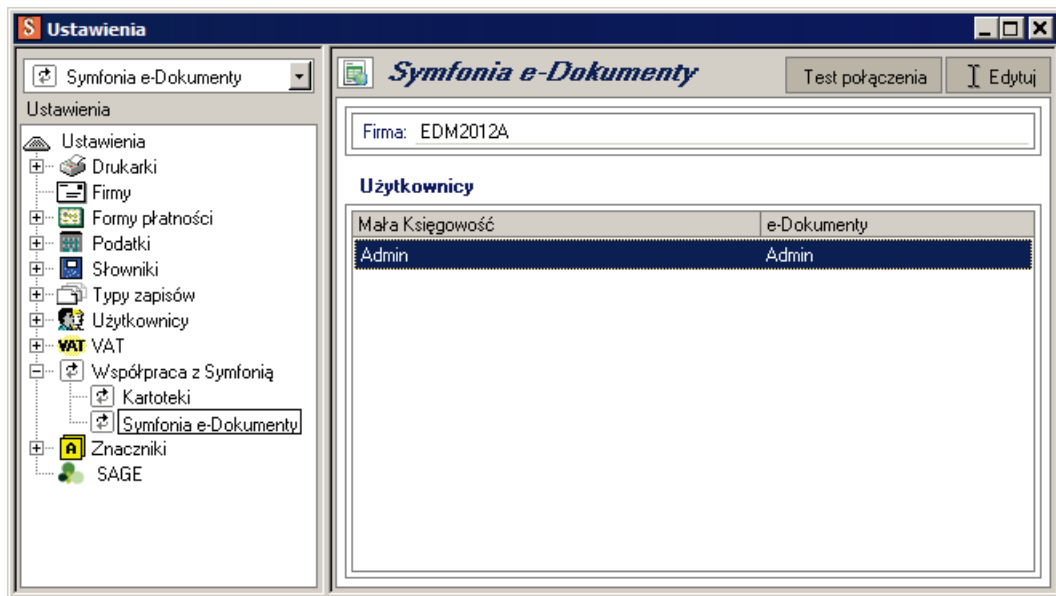 Ustawienia
Symfonia e-Dokumenty
Ustawienia
Ustawienia
Drukarki
Firmy
Formy płatności
Podatki
Słowniki
Typy zapisów
Użytkownicy
VAT VAT
Współpraca z Symfonią
Kartoteki
Symfonia e-Dokumenty
A Znaczniki
SAGE
Symfonia e-Dokumenty
Test połączenia
Edytuj
Firma: EDM2012A
Użytkownicy
Mała Księgowość e-Dokumenty
Admin Admin